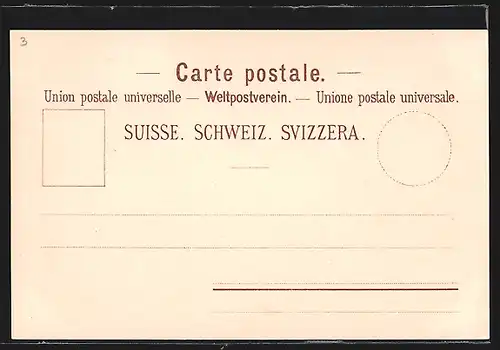 3
— Carte postale. —
Union postale universelle — Weltpostverein. — Unione postale universale.
SUISSE. SCHWEIZ. SVIZZERA.